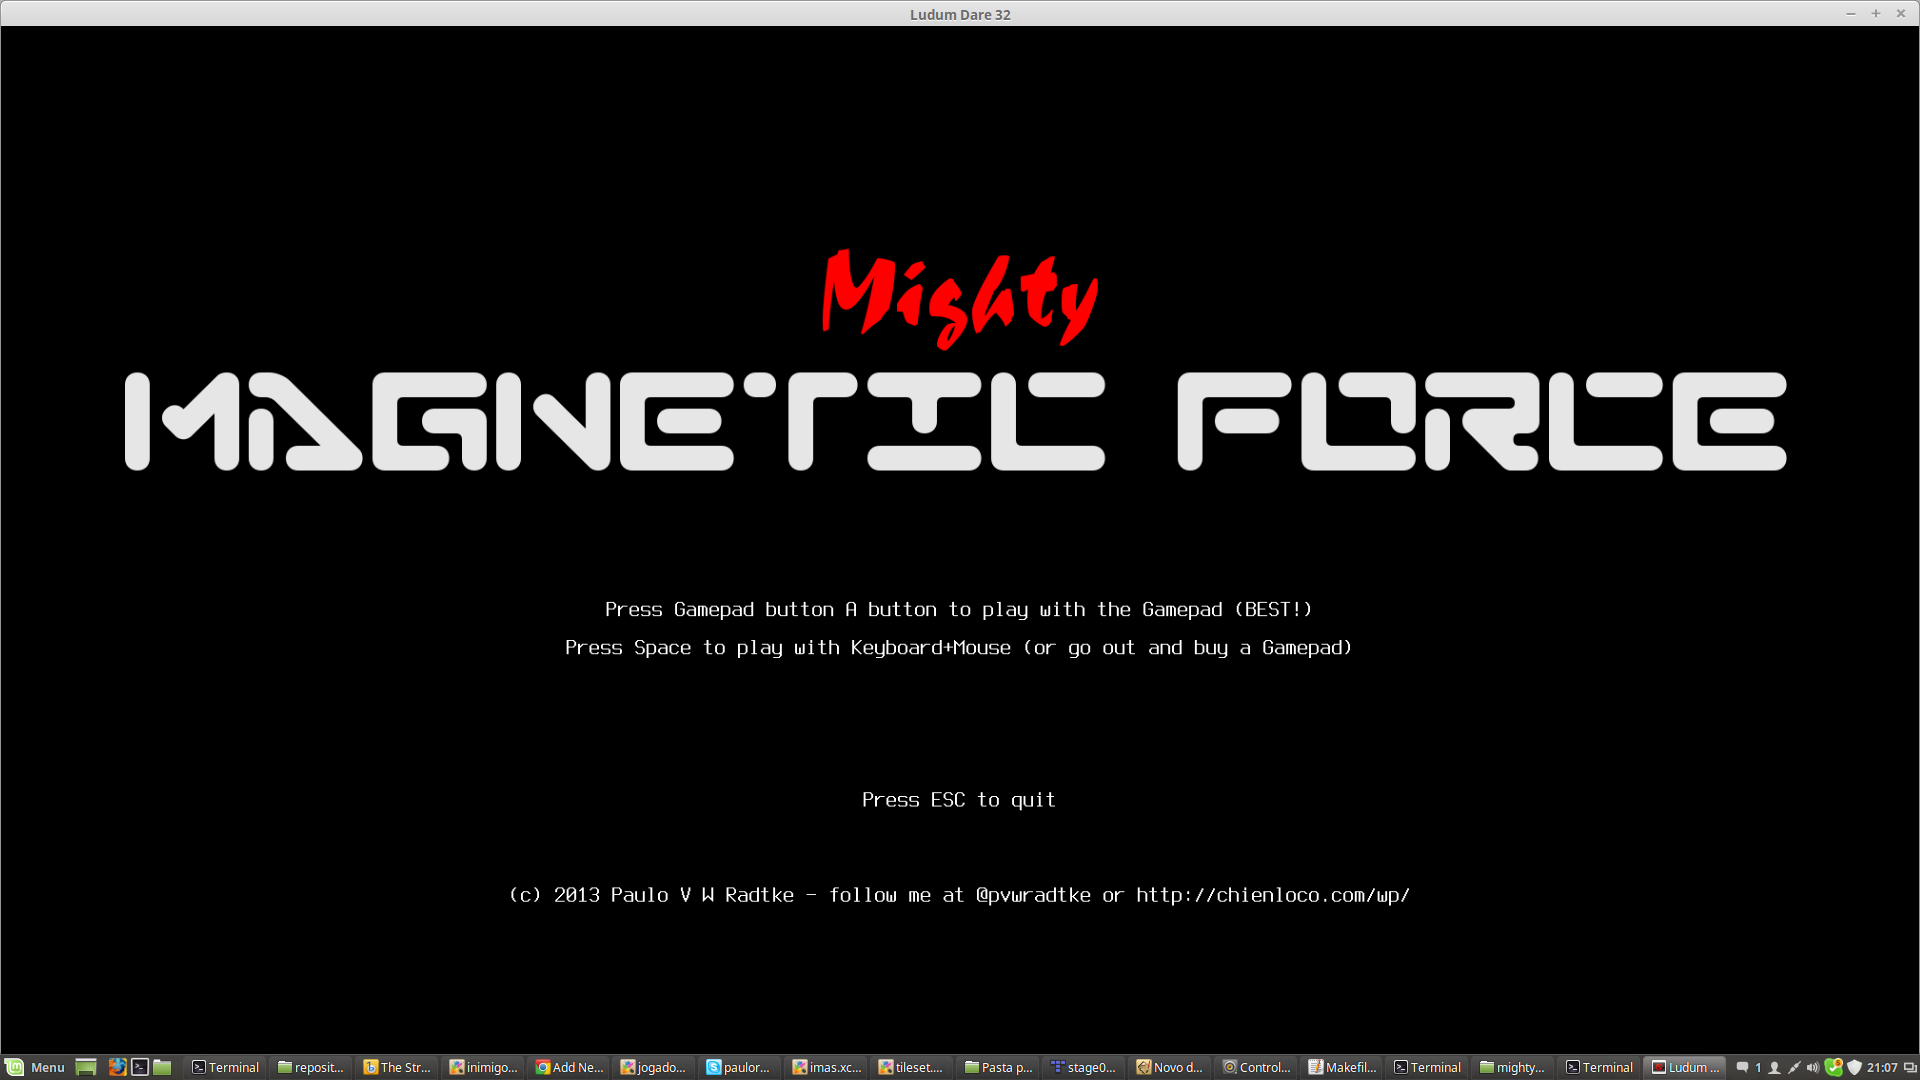 Ludum Dare 32
Mighty
MAGNETIC FORCE
Press Gamepad button A button to play with the Gamepad (BEST!)
Press Space to play with Keyboard+Mouse (or go out and buy a Gamepad)
Press ESC to quit
(c) 2013 Paulo V W Radtke - follow me at @pvwradtke or http://chienloco.com/wp/
Menu Terminal reposit... The Str... inimigo... Add Ne... jogado... paulor... imas.xc... tileset.... Pasta p... stage0... Novo d... Control... Makefil... Terminal mighty... Terminal Ludum ... 1 21:07